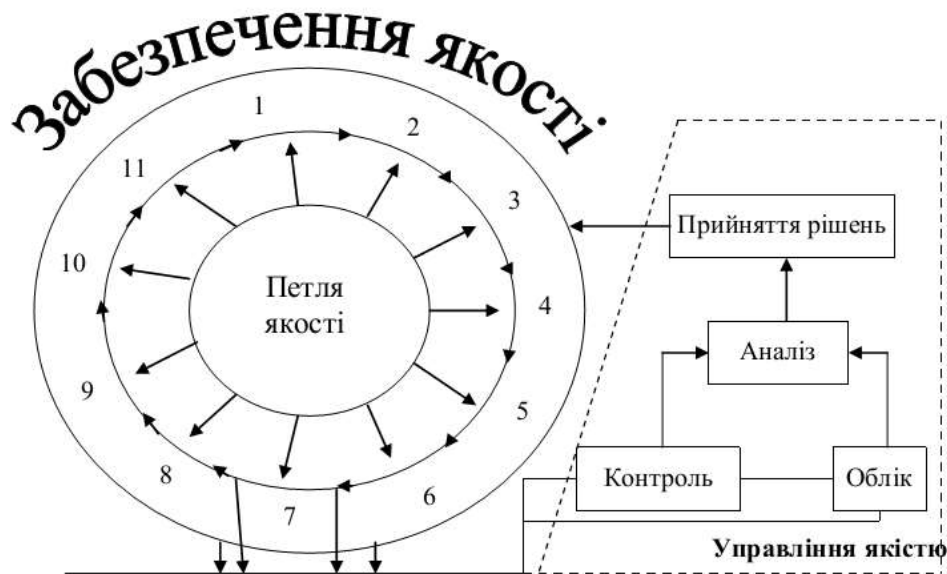 Забезпечення якості
1
2
3
4
5
6
7
8
9
10
11
Петля
якості
Прийняття рішень
Аналіз
Контроль
Облік
Управління якістю